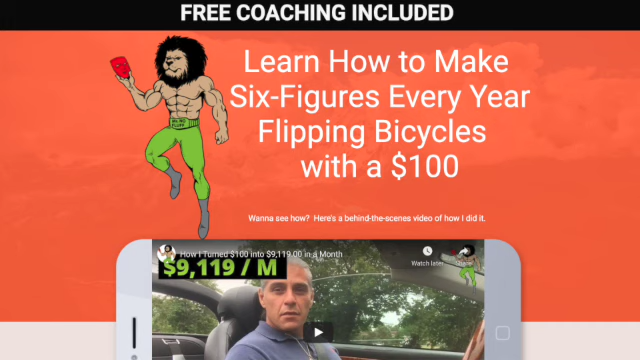 FREE COACHING INCLUDED
Learn How to Make
Six-Figures Every Year
Flipping Bicycles
with a $100
Wanna see how? Here's a behind-the-scenes video of how I did it.
How I Turned $100 into $9,119.00 in a Month
Watch later
Share
$9,119 / M